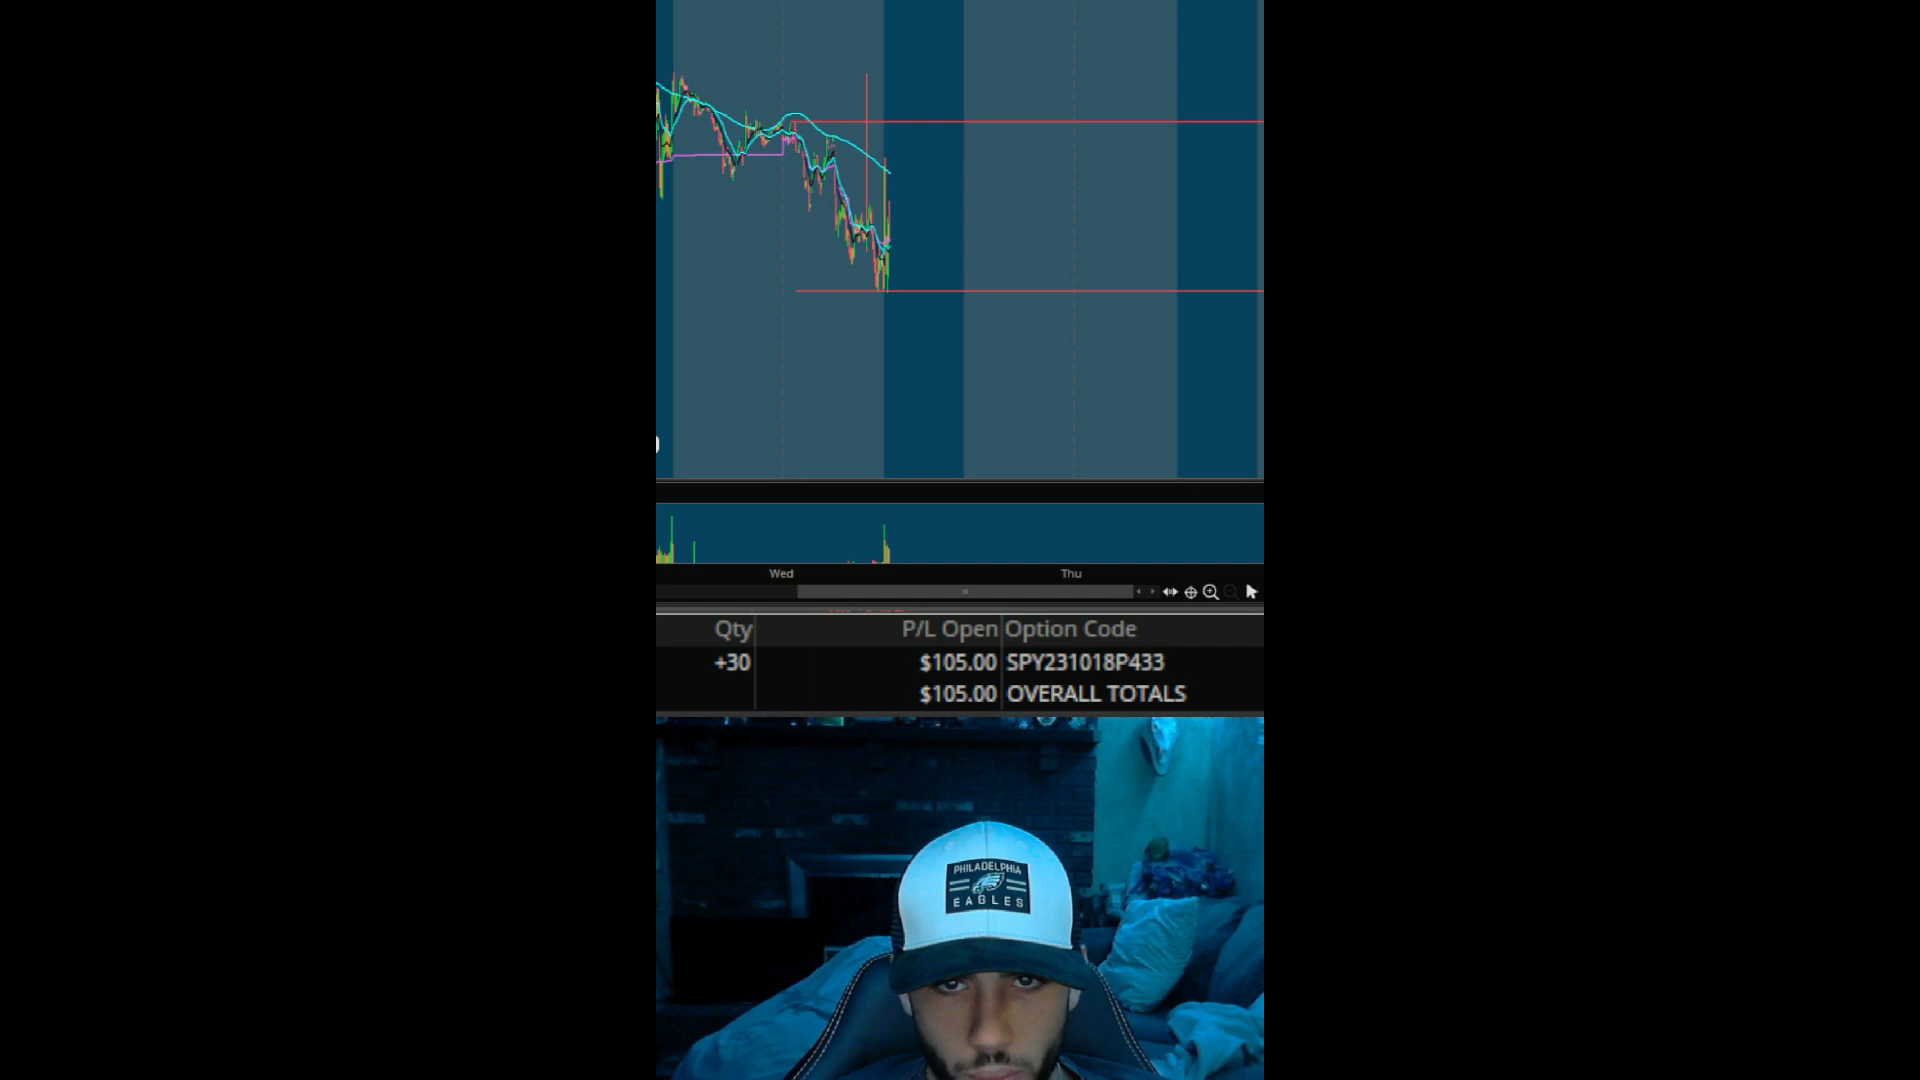 Wed Thu
Qty P/L Open Option Code
+30 $105.00 SPY231018P433
$105.00 OVERALL TOTALS
PHILADELPHIA
EAGLES